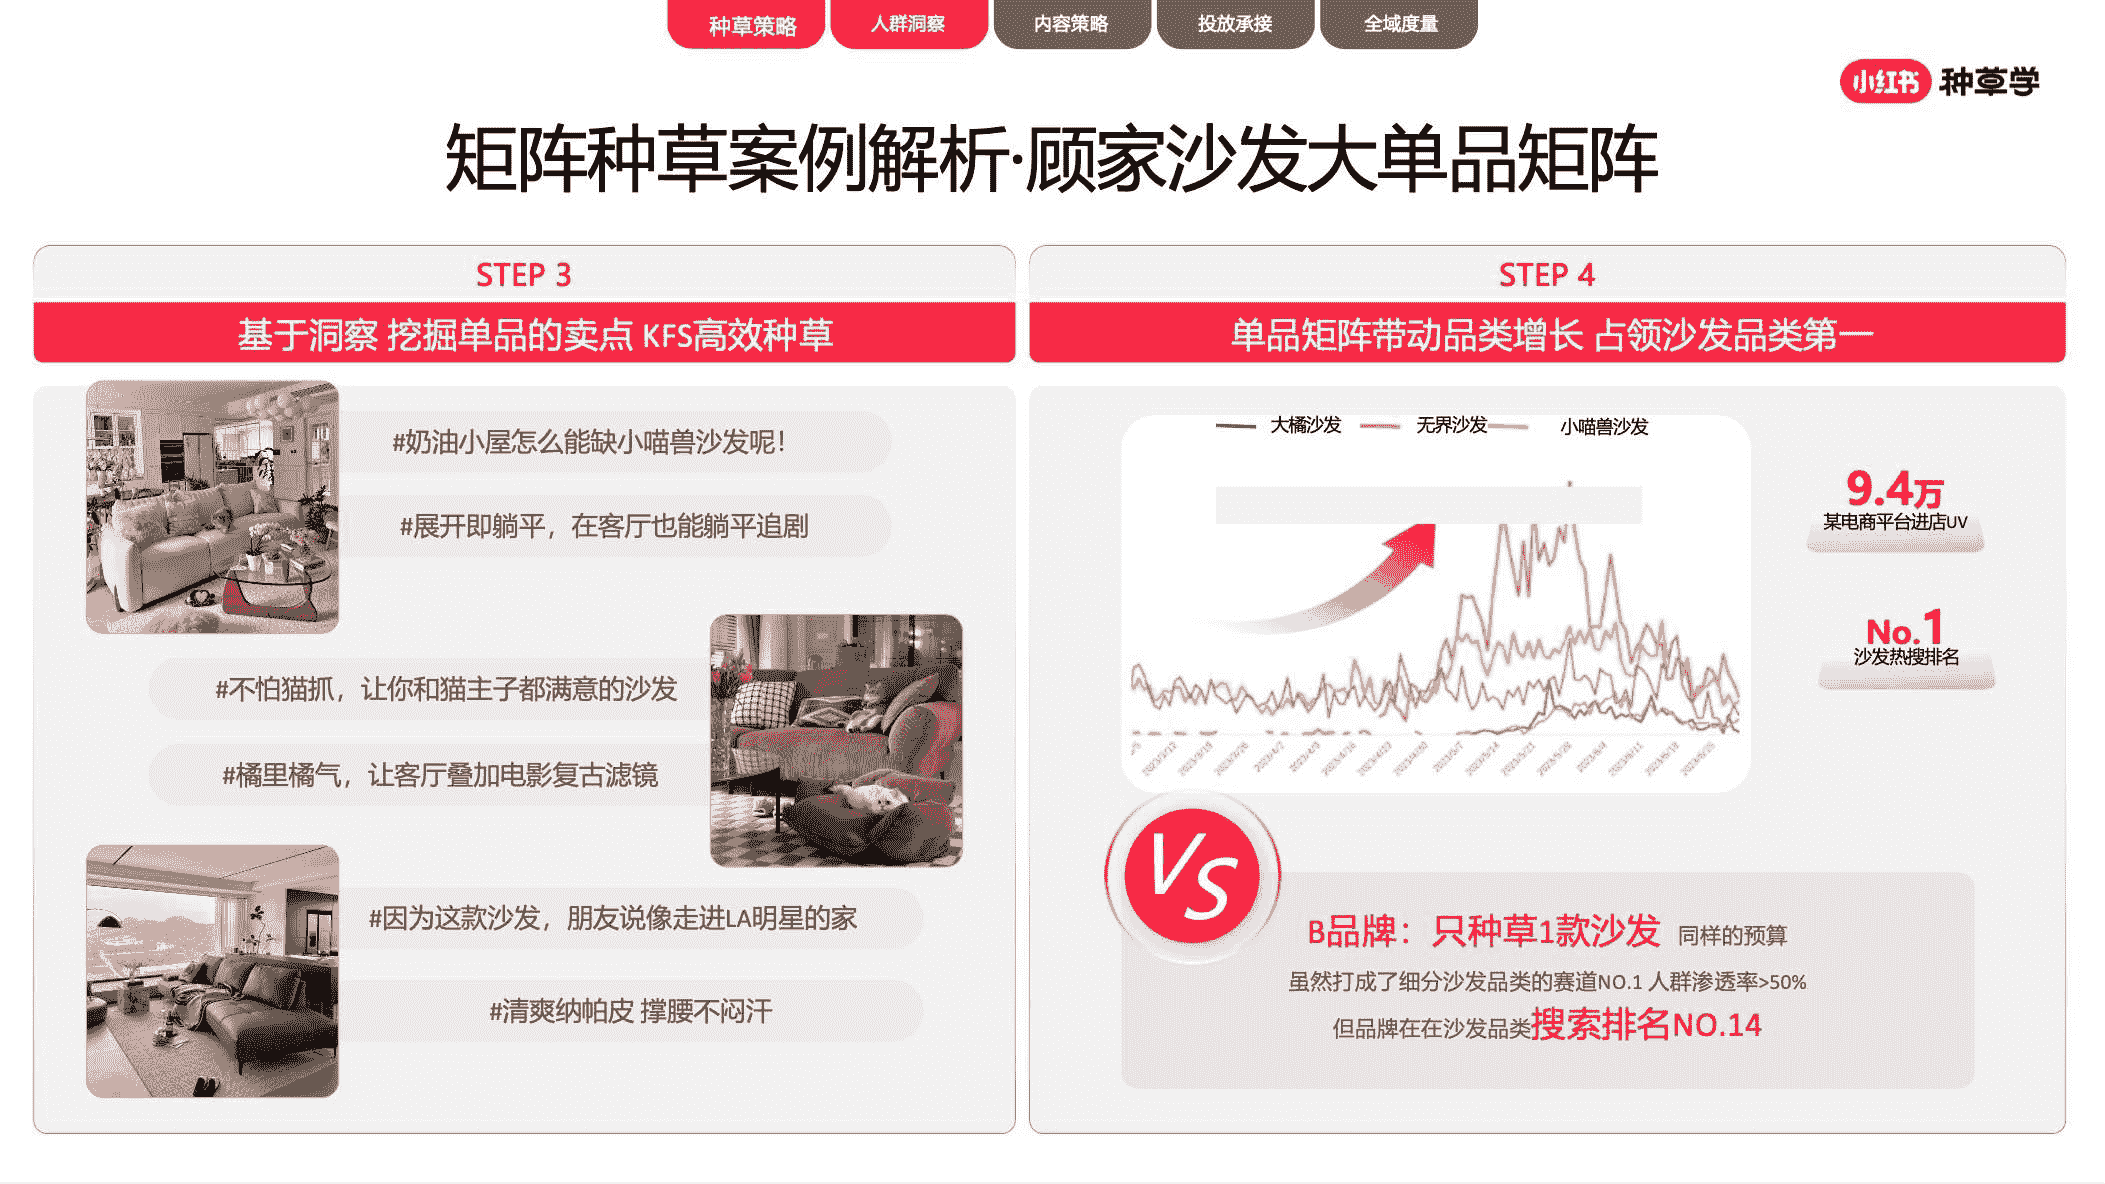 种草策略
人群洞察
内容策略
投放承接
全域度量
小红书 种草学
矩阵种草案例解析·顾家沙发大单品矩阵
STEP 3
基于洞察 挖掘单品的卖点 KFS高效种草
#奶油小屋怎么能缺小喵兽沙发呢！
#展开即躺平，在客厅也能躺平追剧
#不怕猫抓，让你和猫主子都满意的沙发
#橘里橘气，让客厅叠加电影复古滤镜
#因为这款沙发，朋友说像走进LA明星的家
#清爽纳帕皮 撑腰不闷汗
STEP 4
单品矩阵带动品类增长 占领沙发品类第一
大橘沙发
无界沙发
小喵兽沙发
9.4万
某电商平台进店UV
No.1
沙发热搜排名
VS
B品牌：只种草1款沙发 同样的预算
虽然打成了细分沙发品类的赛道NO.1 人群渗透率>50%
但品牌在在沙发品类搜索排名NO.14